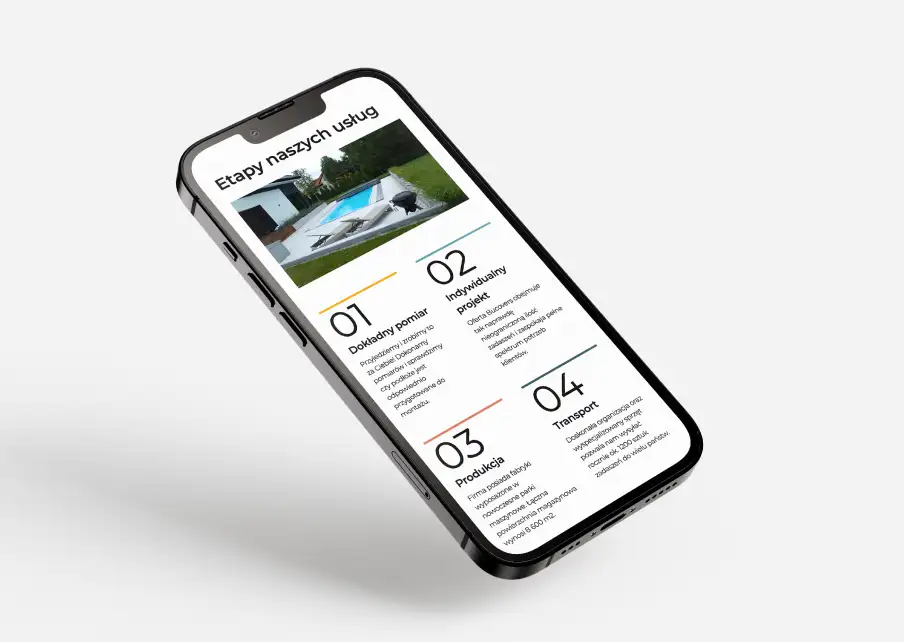 Etapy naszych usług
01
Dokładny pomiar
Przyjedziemy i zrobimy to
za Ciebie! Dokonamy
pomiarów i sprawdzimy
czy podłoże jest
odpowiednio
przygotowane do
montażu.
02
Indywidualny
projekt
Oferta Bucovers obejmuje
tak naprawdę
nieograniczoną ilość
zadaszeń i zaspokaja pełne
spektrum potrzeb
klientów.
03
Produkcja
Firma posiada fabryki
wyposażone w
nowoczesne parki
maszynowe. Łączna
powierzchnia magazynowa
wynosi 8 600 m2.
04
Transport
Doskonała organizacja oraz
wyspecjalizowany sprzęt
pozwala nam wysyłać
rocznie ok. 1200 sztuk
zadaszeń do wielu państw.